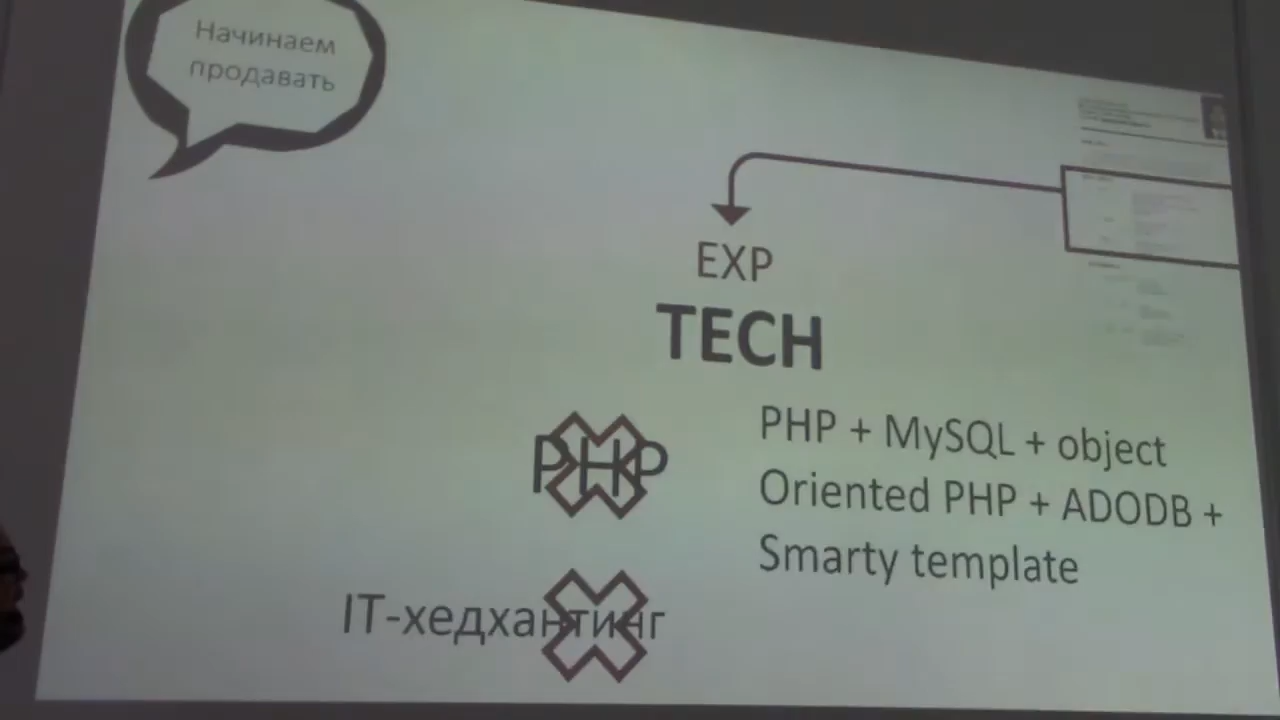 Начинаем
продавать
EXP
TECH
PHP
PHP + MySQL + object
Oriented PHP + ADODB +
Smarty template
IT-хедхантинг